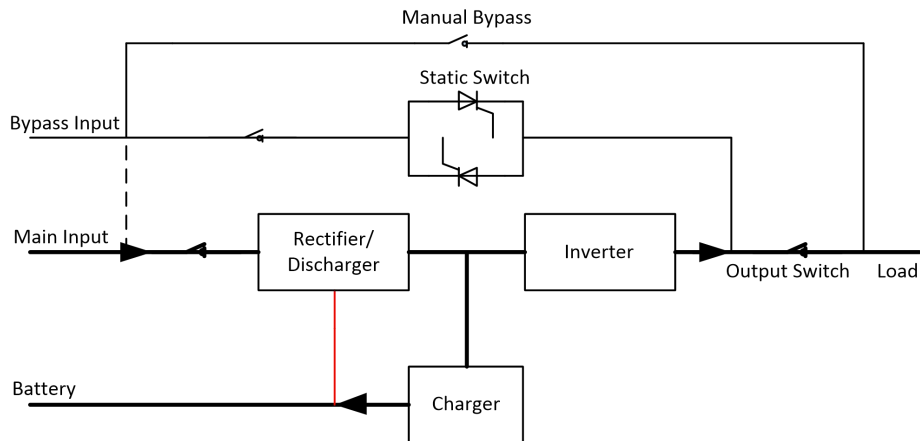 Manual Bypass
Static Switch
Bypass Input
Main Input
Rectifier/
Discharger
Inverter
Output Switch
Load
Battery
Charger